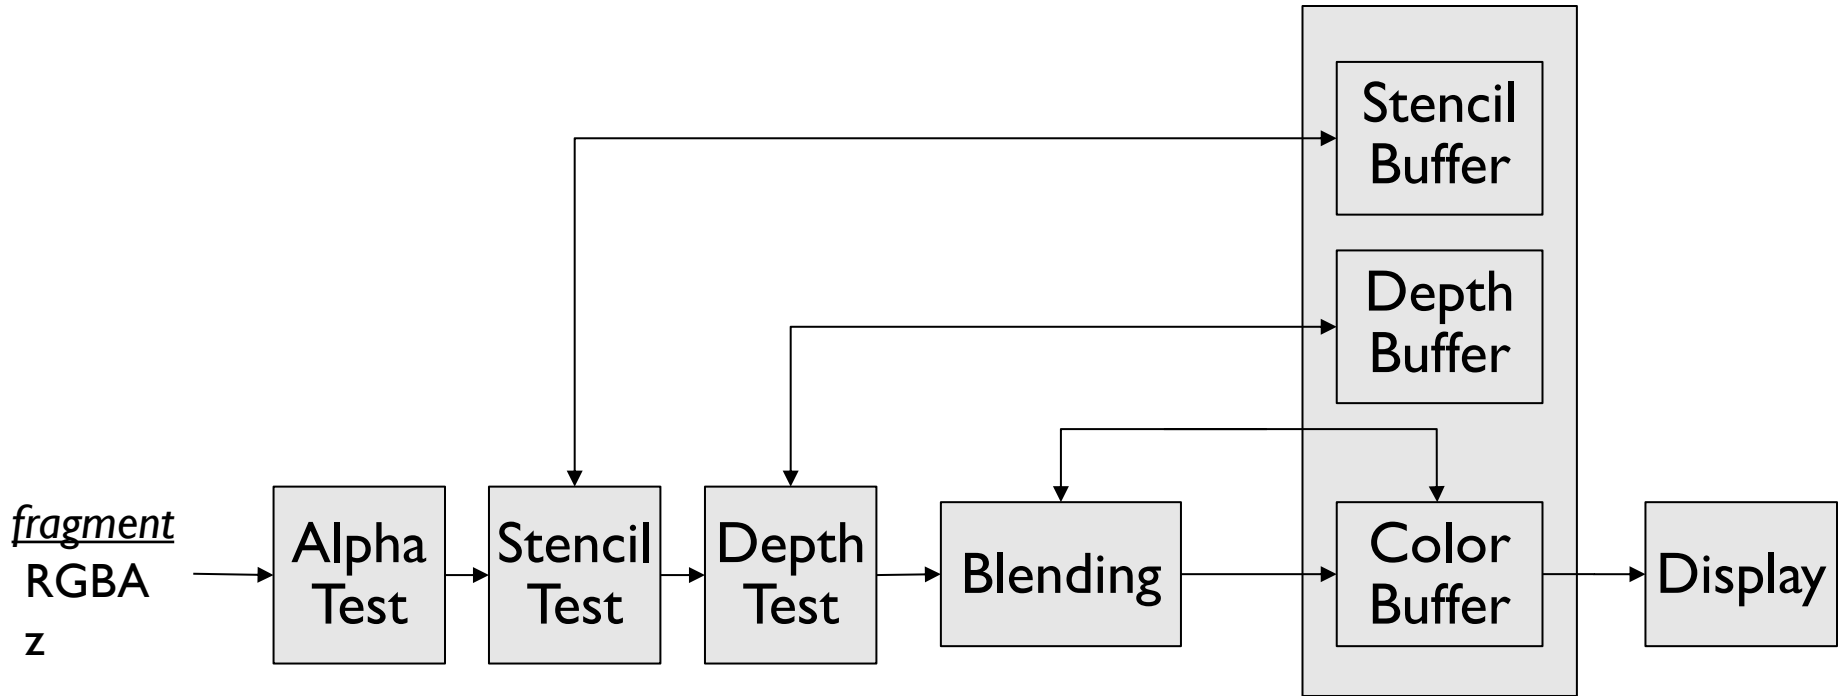 Stencil
Buffer
Depth
Buffer
fragment
RGBA
z
Alpha
Test
Stencil
Test
Depth
Test
Blending
Color
Buffer
Display